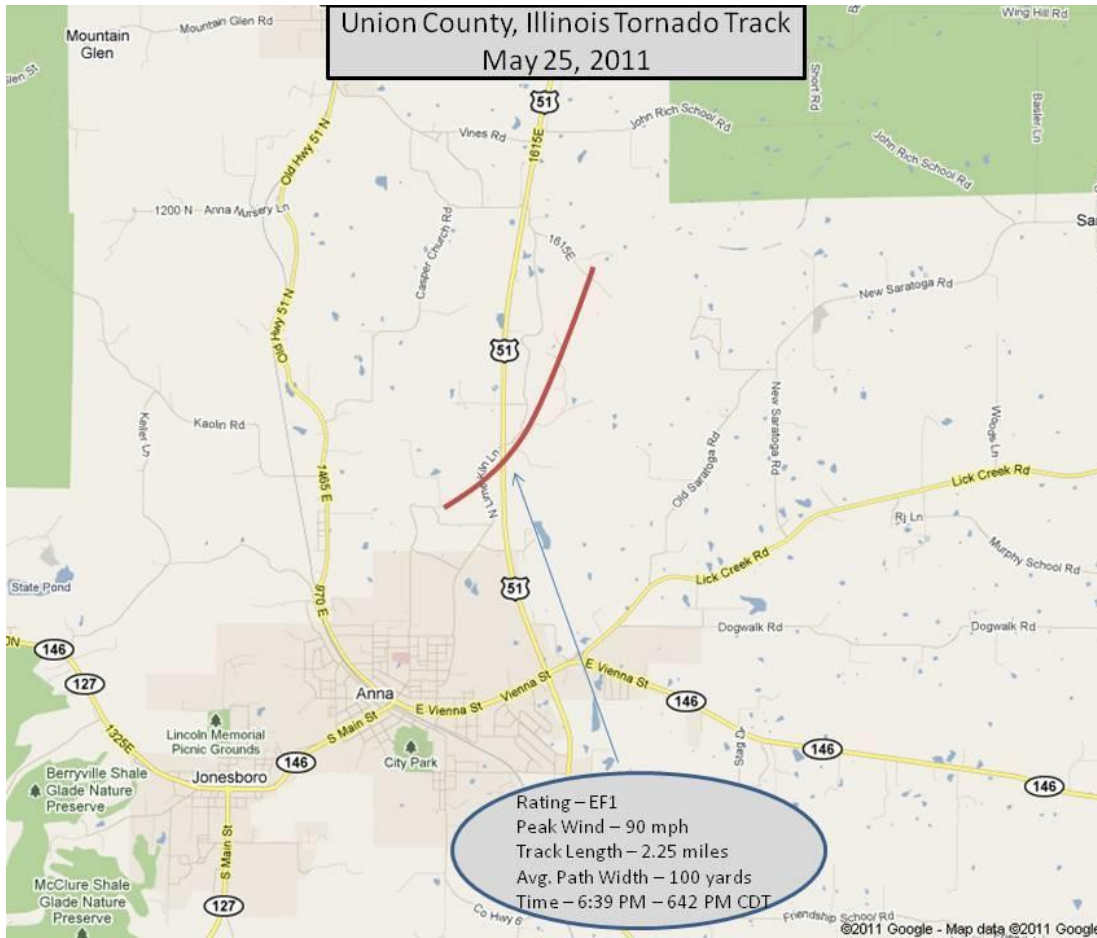 Union County, Illinois Tornado Track
May 25, 2011
Mountain Glen Rd
Wing Hill Rd
Mountain
Glen
Glen St
Short Rd
Basler Ln
51
Old Hwy 51 N
1615E
Vines Rd
John Rich School Rd
John Rich School Rd
1200 N
Anna Nursery Ln
Casper Church Rd
1615E
New Saratoga Rd
Old Hwy 51 N
51
Keller Ln
Kaolin Rd
New Saratoga Rd
Woods Ln
Old Saratoga Rd
1465 E
Lick Creek Rd
Rj Ln
Murphy School Rd
State Pond
970 E
51
Lick Creek Rd
Dogwalk Rd
Dogwalk Rd
146
127
E Vienna St
Vienna St
Anna
E Vienna St
146
S Main St
Lincoln Memorial
Picnic Grounds
City Park
1325E
146
Stag
146
146
Jonesboro
Berryville Shale
Glade Nature
Preserve
S Main St
McClure Shale
Glade Nature
Preserve
127
Rating – EF1
Peak Wind – 90 mph
Track Length – 2.25 miles
Avg. Path Width – 100 yards
Time – 6:39 PM – 642 PM CDT
Co Hwy 6
Friendship School Rd
©2011 Google - Map data ©2011 Google